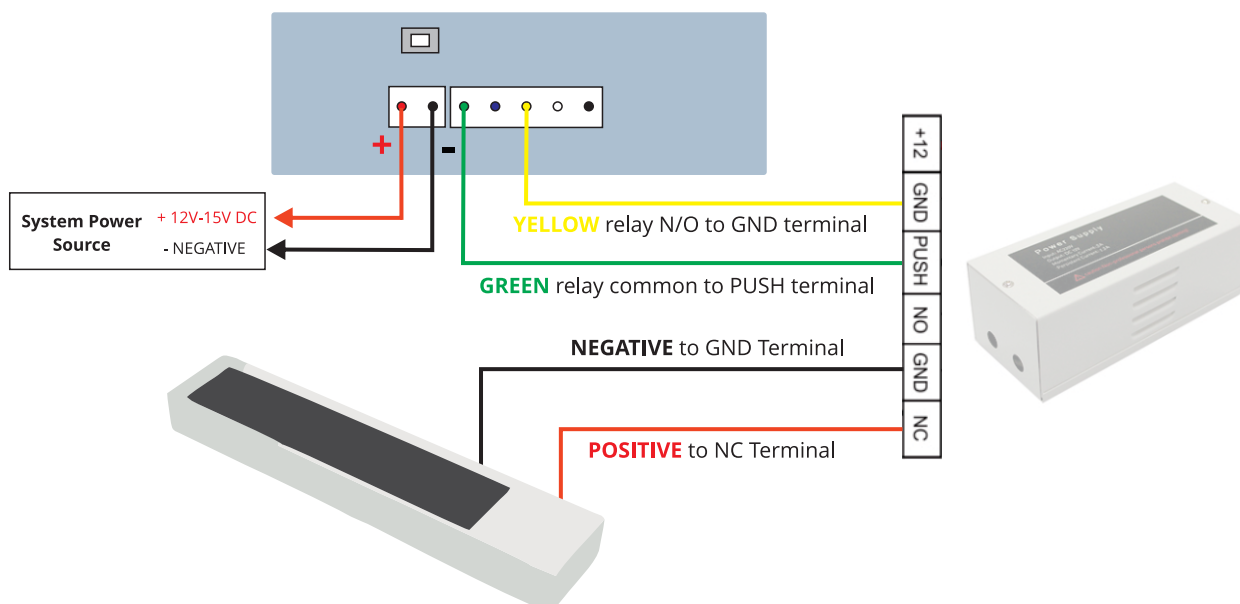 +
-
System Power
Source
+ 12V-15V DC
- NEGATIVE
YELLOW relay N/O to GND terminal
GREEN relay common to PUSH terminal
NEGATIVE to GND Terminal
POSITIVE to NC Terminal
+12
GND
PUSH
NO
GND
NC
Power Supply